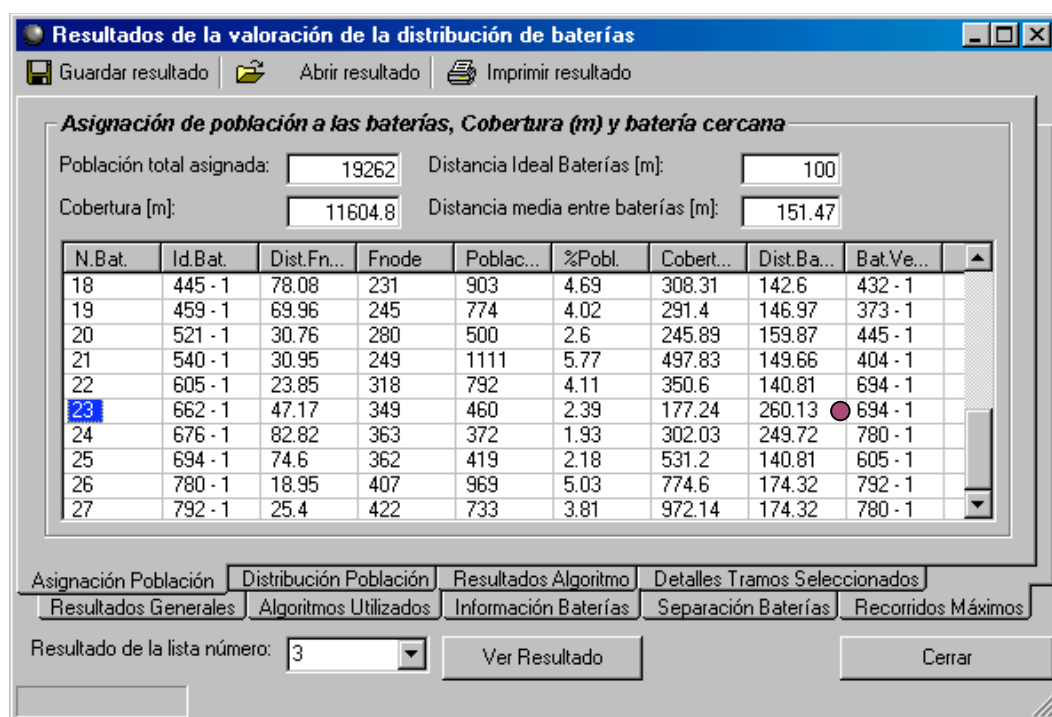 Resultados de la valoración de la distribución de baterías
Guardar resultado Abrir resultado Imprimir resultado
Asignación de población a las baterías, Cobertura (m) y batería cercana
Población total asignada: 19262 Distancia Ideal Baterías [m]: 100
Cobertura [m]: 11604.8 Distancia media entre baterías [m]: 151.47
N.Bat. Id.Bat. Dist.Fn... Fnode Poblac... %Pobl. Cobert... Dist.Ba... Bat.Ve...
18 445 - 1 78.08 231 903 4.69 308.31 142.6 432 - 1
19 459 - 1 69.96 245 774 4.02 291.4 146.97 373 - 1
20 521 - 1 30.76 280 500 2.6 245.89 159.87 445 - 1
21 540 - 1 30.95 249 1111 5.77 497.83 149.66 404 - 1
22 605 - 1 23.85 318 792 4.11 350.6 140.81 694 - 1
23 662 - 1 47.17 349 460 2.39 177.24 260.13 694 - 1
24 676 - 1 82.82 363 372 1.93 302.03 249.72 780 - 1
25 694 - 1 74.6 362 419 2.18 531.2 140.81 605 - 1
26 780 - 1 18.95 407 969 5.03 774.6 174.32 792 - 1
27 792 - 1 25.4 422 733 3.81 972.14 174.32 780 - 1
Asignación Población Distribución Población Resultados Algoritmo Detalles Tramos Seleccionados
Resultados Generales Algoritmos Utilizados Información Baterías Separación Baterías Recorridos Máximos
Resultado de la lista número: 3 Ver Resultado Cerrar